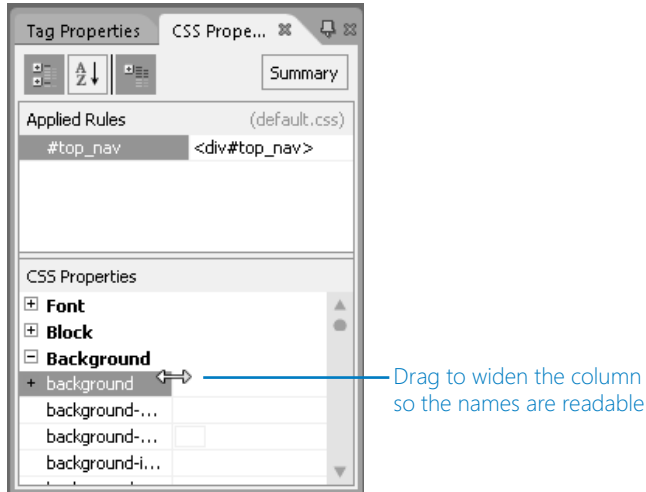 Tag Properties CSS Prope...
Summary
Applied Rules (default.css)
#top_nav <div#top_nav>
CSS Properties
Font
Block
Background
background
background-...
background-...
background-i...
Drag to widen the column
so the names are readable